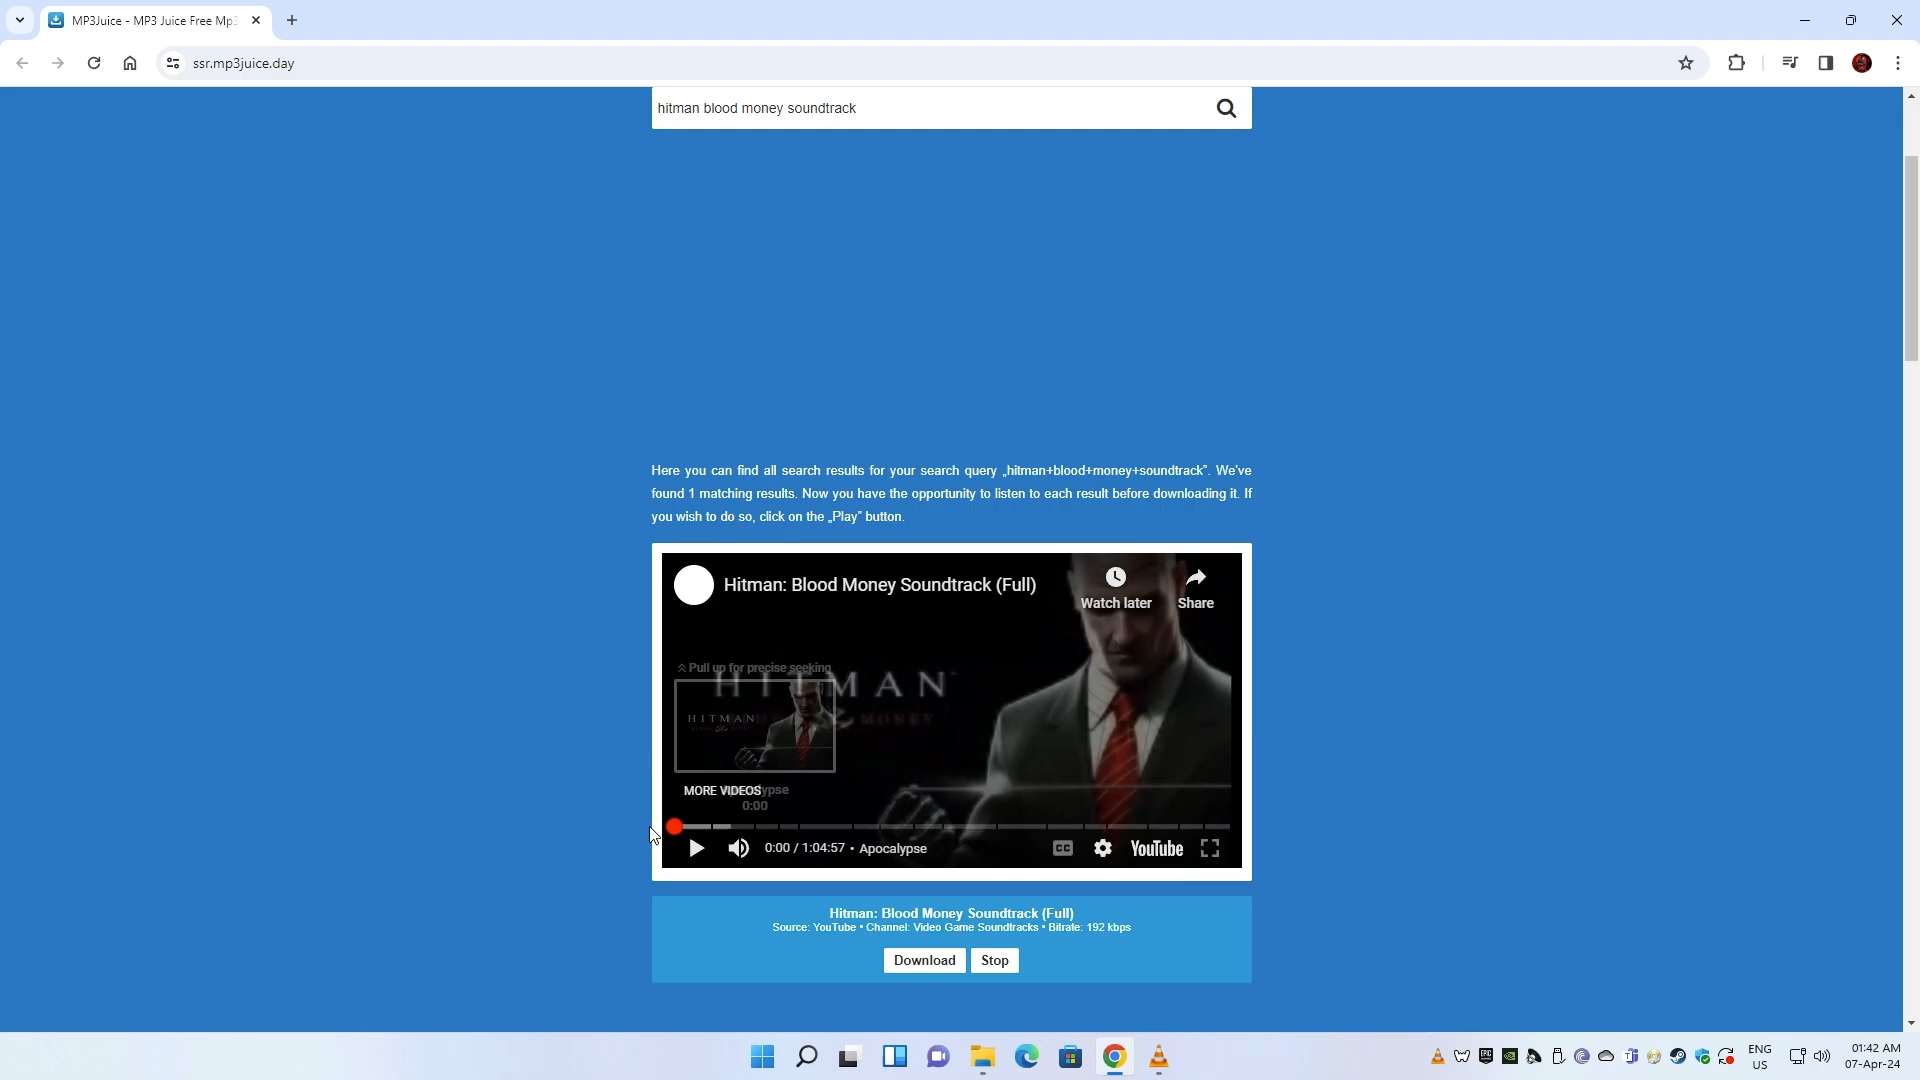 MP3Juice - MP3 Juice Free Mp3
ssr.mp3juice.day
hitman blood money soundtrack
Here you can find all search results for your search query „hitman+blood+money+soundtrack”. We've
found 1 matching results. Now you have the opportunity to listen to each result before downloading it. If
you wish to do so, click on the „Play” button.
Hitman: Blood Money Soundtrack (Full)
Watch later
Share
Pull up for precise seeking
HITMAN
MONEY
HITMAN
MORE VIDEOS
0:00
0:00 / 1:04:57 • Apocalypse
CC
YouTube
Hitman: Blood Money Soundtrack (Full)
Source: YouTube • Channel: Video Game Soundtracks • Bitrate: 192 kbps
Download
Stop
ENG
US
01:42 AM
07-Apr-24